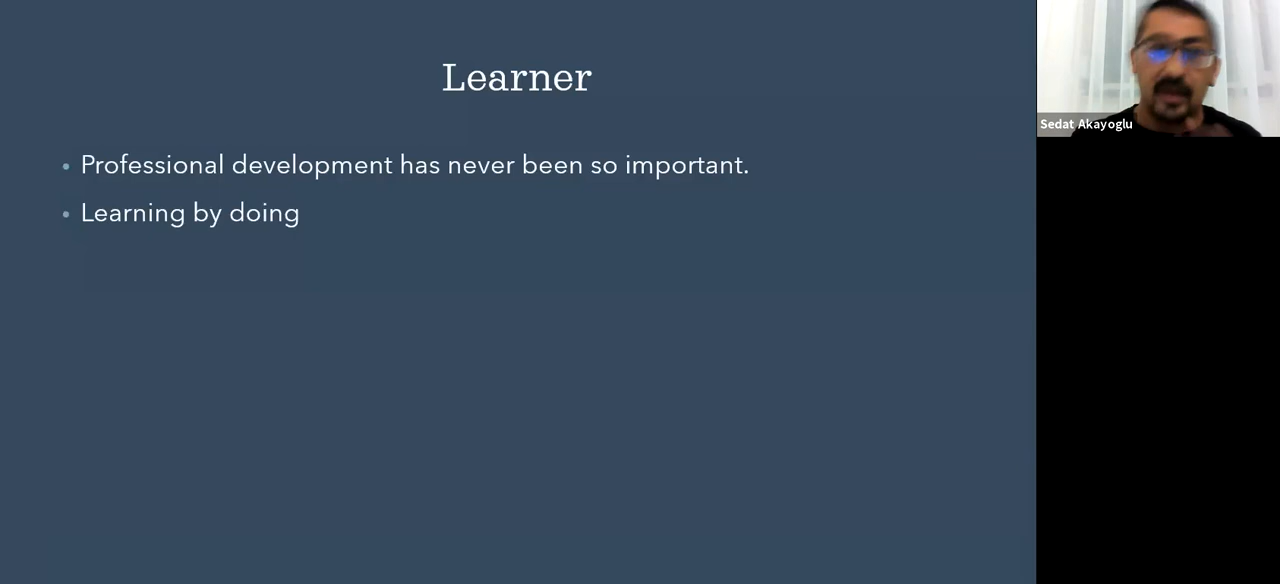 Learner
• Professional development has never been so important.
• Learning by doing
Sedat Akayoglu